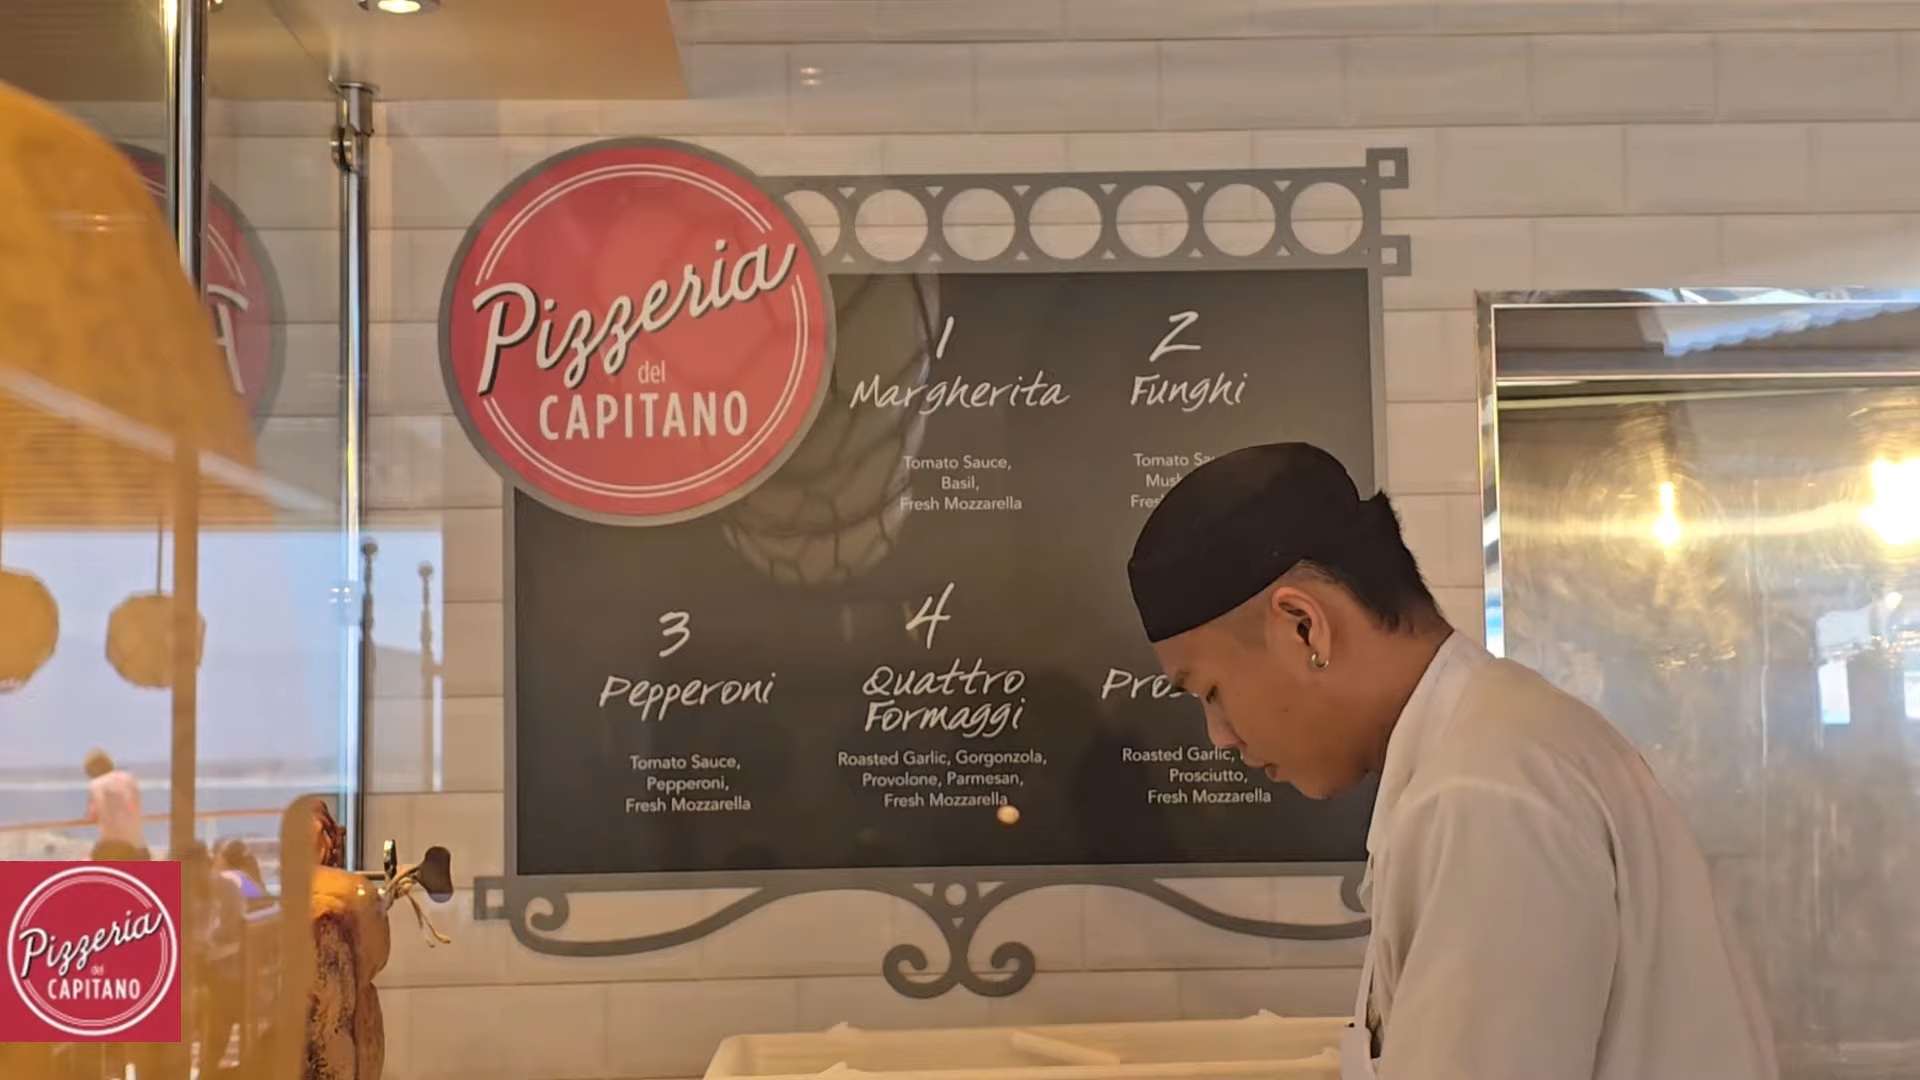 Pizzeria
del
CAPITANO
1
Margherita
Tomato Sauce,
Basil,
Fresh Mozzarella
2
Funghi
Tomato
3
Pepperoni
Tomato Sauce,
Pepperoni,
Fresh Mozzarella
4
Quattro
Formaggi
Roasted Garlic, Gorgonzola,
Provolone, Parmesan,
Fresh Mozzarella
Roasted Garlic,
Prosciutto,
Fresh Mozzarella
Pizzeria
del
CAPITANO